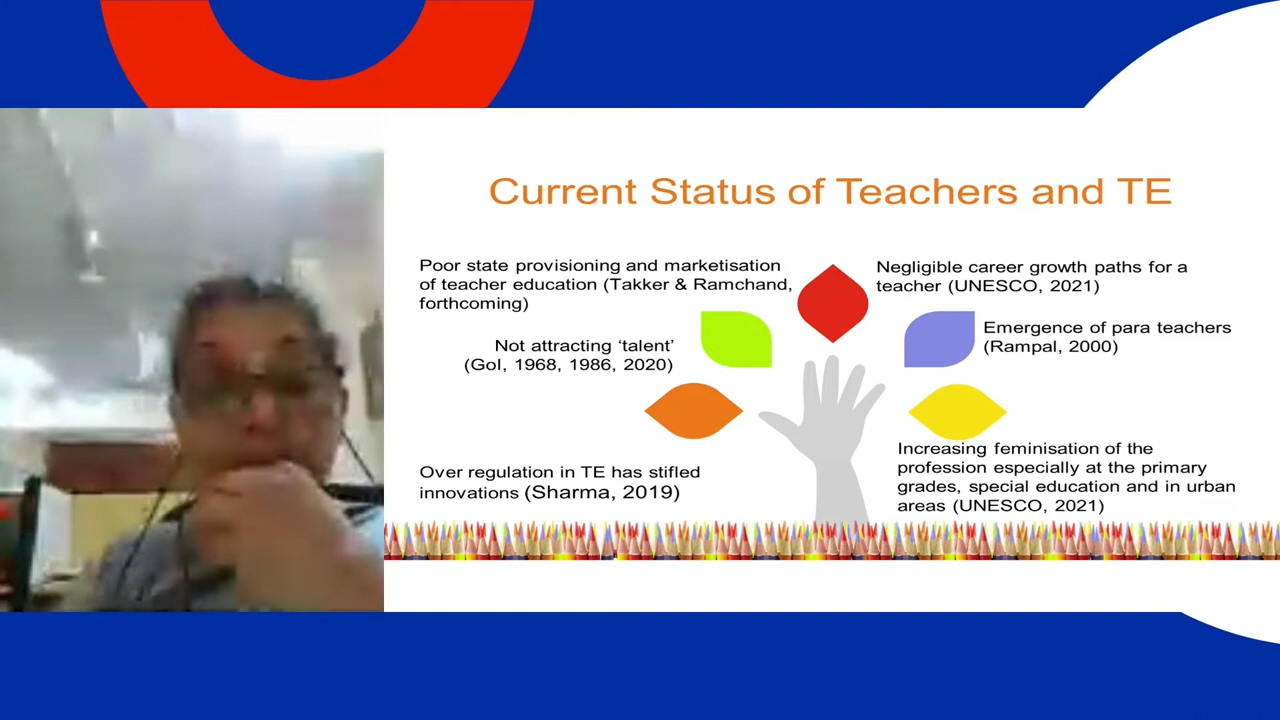 Current Status of Teachers and TE
Poor state provisioning and marketisation
of teacher education (Takker & Ramchand,
forthcoming)
Not attracting ‘talent’
(GoI, 1968, 1986, 2020)
Over regulation in TE has stifled
innovations (Sharma, 2019)
Negligible career growth paths for a
teacher (UNESCO, 2021)
Emergence of para teachers
(Rampal, 2000)
Increasing feminisation of the
profession especially at the primary
grades, special education and in urban
areas (UNESCO, 2021)